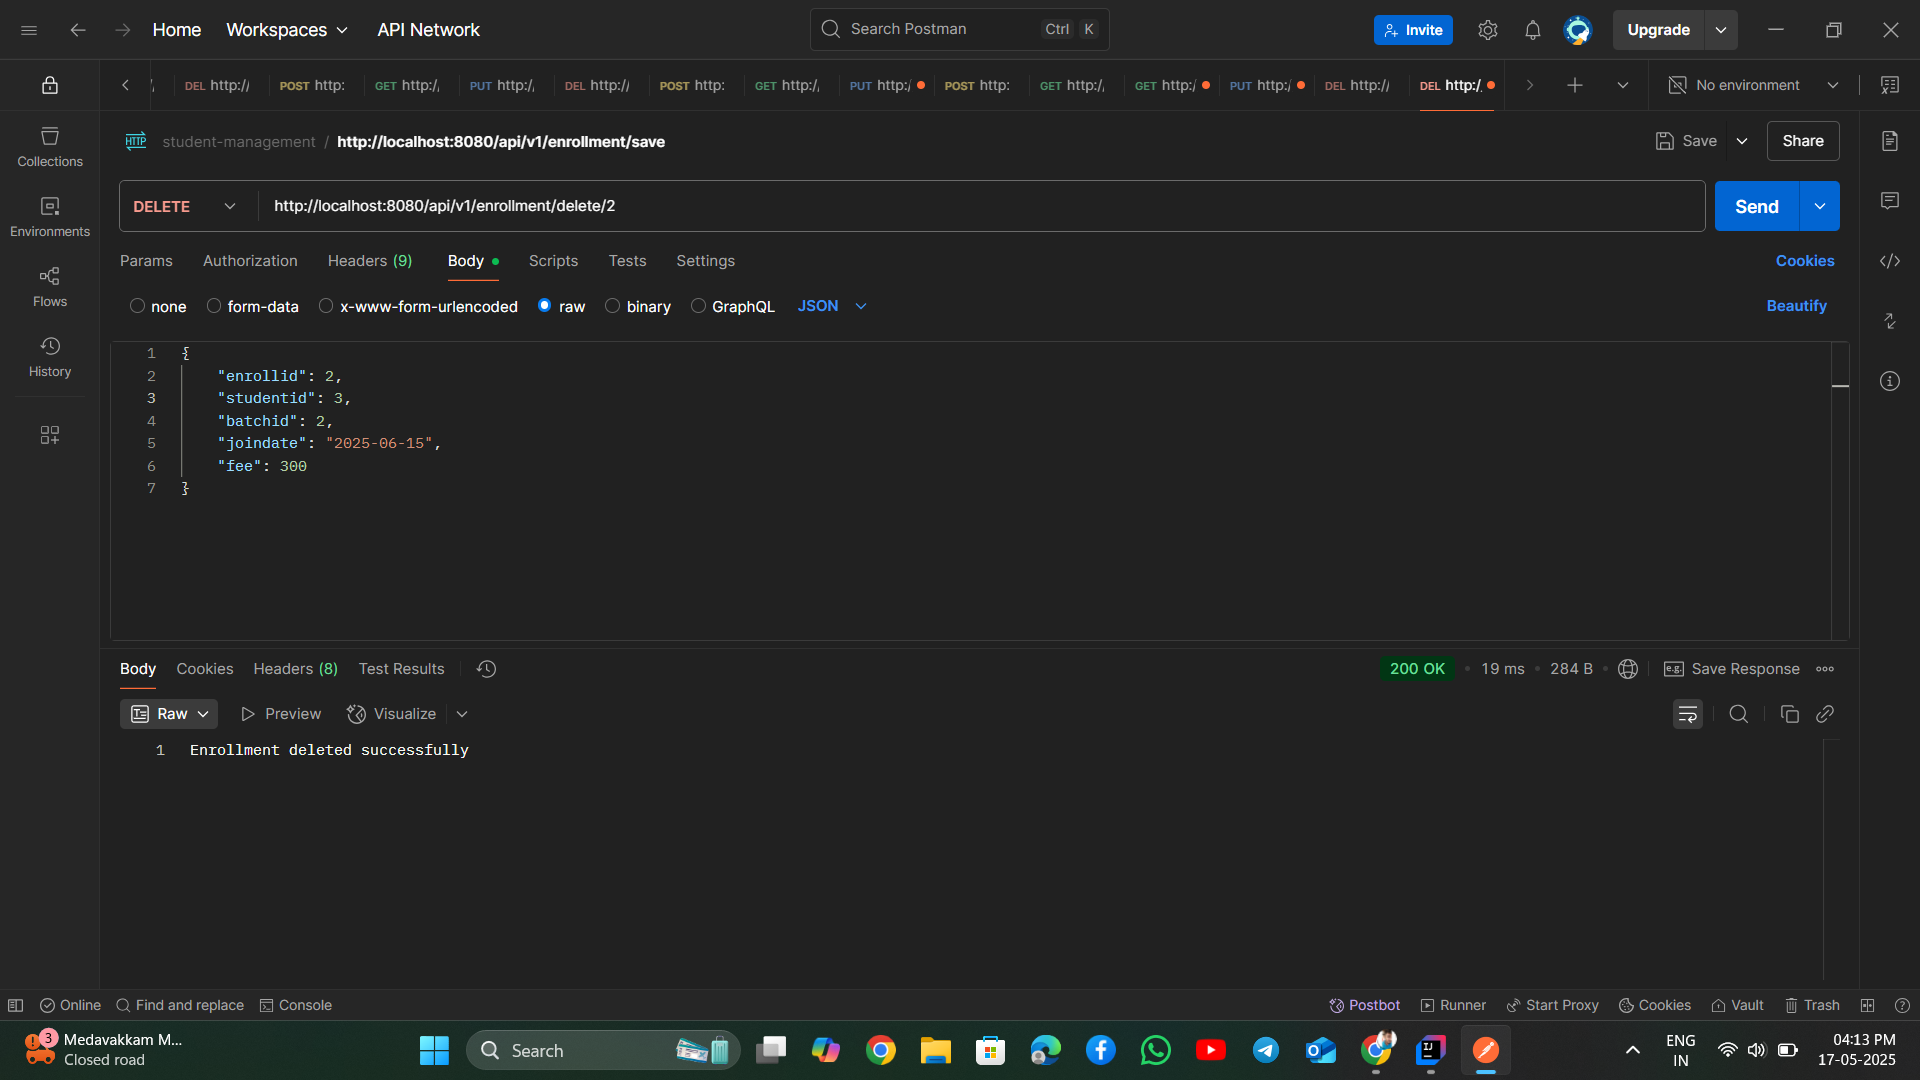 Home
Workspaces
API Network
Search Postman
Ctrl K
Invite
Upgrade
DEL http://
POST http:
GET http://
PUT http:/
DEL http://
POST http:
GET http://
PUT http:/
POST http:
GET http://
GET http:/
PUT http:/
DEL http://
DEL http:/
No environment
Collections
Environments
Flows
History
HTTP
student-management / http://localhost:8080/api/v1/enrollment/save
Save
Share
DELETE
http://localhost:8080/api/v1/enrollment/delete/2
Send
Params
Authorization
Headers (9)
Body
Scripts
Tests
Settings
Cookies
none
form-data
x-www-form-urlencoded
raw
binary
GraphQL
JSON
Beautify
1 {
2 "enrollid": 2,
3 "studentid": 3,
4 "batchid": 2,
5 "joindate": "2025-06-15",
6 "fee": 300
7 }
Body
Cookies
Headers (8)
Test Results
200 OK
19 ms
284 B
e.g.
Save Response
Raw
Preview
Visualize
1 Enrollment deleted successfully
Online
Find and replace
Console
Postbot
Runner
Start Proxy
Cookies
Vault
Trash
3
Medavakkam M...
Closed road
Search
ENG
IN
04:13 PM
17-05-2025